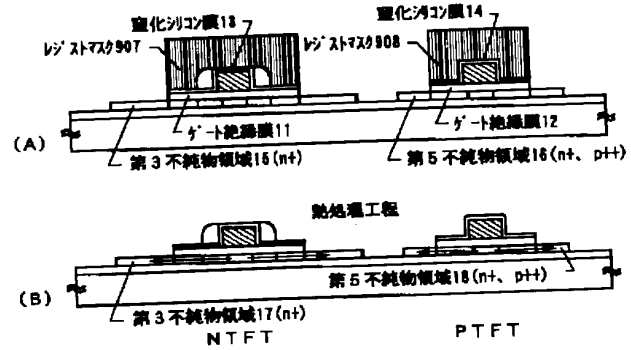 窒化シリコン膜13
窒化シリコン膜14
レジストマスク907
レジストマスク908
ゲート絶縁膜11
ゲート絶縁膜12
(A)
第3不純物領域15(n+)
第5不純物領域16(n+、p++)
熱処理工程
(B)
第5不純物領域18(n+、p++)
第3不純物領域17(n+)
NTFT
PTFT